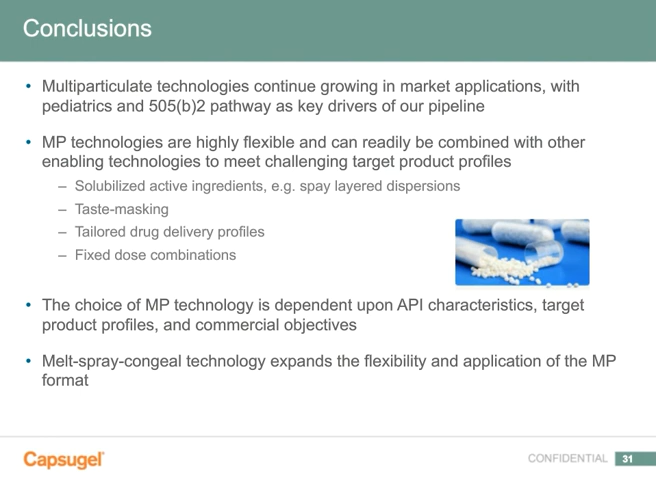 Conclusions
• Multiparticulate technologies continue growing in market applications, with
pediatrics and 505(b)2 pathway as key drivers of our pipeline
• MP technologies are highly flexible and can readily be combined with other
enabling technologies to meet challenging target product profiles
– Solubilized active ingredients, e.g. spay layered dispersions
– Taste-masking
– Tailored drug delivery profiles
– Fixed dose combinations
• The choice of MP technology is dependent upon API characteristics, target
product profiles, and commercial objectives
• Melt-spray-congeal technology expands the flexibility and application of the MP
format
Capsugel
CONFIDENTIAL 31